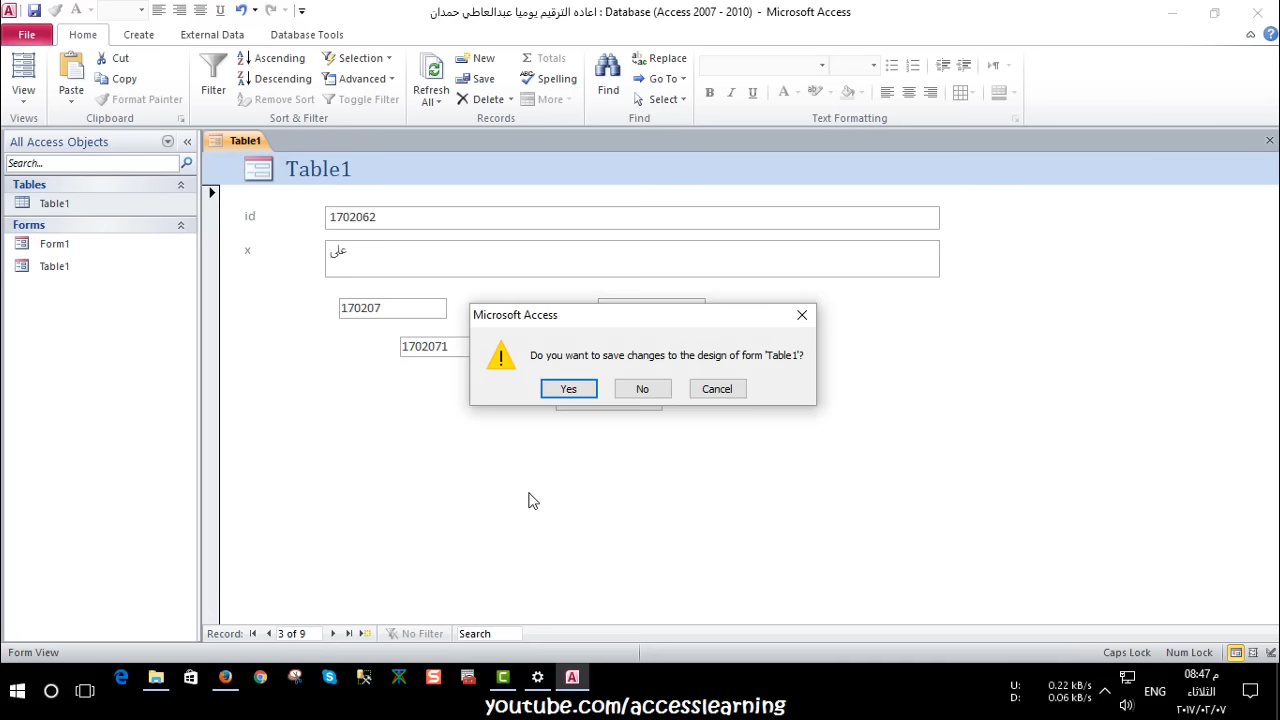 اعاده الترقيم يوميا عبدالعاطي حمدان : Database (Access 2007 - 2010) - Microsoft Access
File
Home
Create
External Data
Database Tools
View
Views
Paste
Cut
Copy
Format Painter
Clipboard
Filter
Ascending
Descending
Remove Sort
Selection
Advanced
Toggle Filter
Sort & Filter
Refresh All
New
Save
Delete
Totals
Spelling
More
Records
Find
Replace
Go To
Select
Find
B I U
A
Text Formatting
All Access Objects
Search...
Tables
Table1
Forms
Form1
Table1
Table1
Table1
id
1702062
x
على
170207
1702071
Microsoft Access
Do you want to save changes to the design of form 'Table1'?
Yes
No
Cancel
Record: 3 of 9
No Filter
Search
Form View
Caps Lock
Num Lock
U: 0.22 kB/s
D: 0.06 kB/s
ENG
08:47 م
الثلاثاء
٢٠١٧/٠٢/٠٧
youtube.com/accesslearning